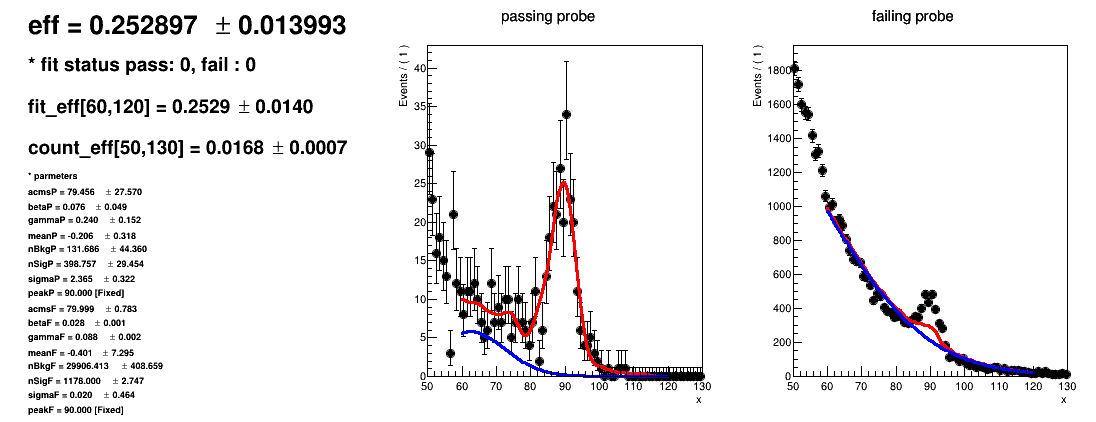 eff = 0.252897 ± 0.013993
* fit status pass: 0, fail : 0
fit_eff[60,120] = 0.2529 ± 0.0140
count_eff[50,130] = 0.0168 ± 0.0007
* parmeters
acmsP = 79.456 ± 27.570
betaP = 0.076 ± 0.049
gammaP = 0.240 ± 0.152
meanP = -0.206 ± 0.318
nBkgP = 131.686 ± 44.360
nSigP = 398.757 ± 29.454
sigmaP = 2.365 ± 0.322
peakP = 90.000 [Fixed]
acmsF = 79.999 ± 0.783
betaF = 0.028 ± 0.001
gammaF = 0.088 ± 0.002
meanF = -0.401 ± 7.295
nBkgF = 29906.413 ± 408.659
nSigF = 1178.000 ± 2.747
sigmaF = 0.020 ± 0.464
peakF = 90.000 [Fixed]
passing probe
Events / ( 1 )
40
35
30
25
20
15
10
5
0
50 60 70 80 90 100 110 120 130
x
failing probe
Events / ( 1 )
1800
1600
1400
1200
1000
800
600
400
200
0
50 60 70 80 90 100 110 120 130
x